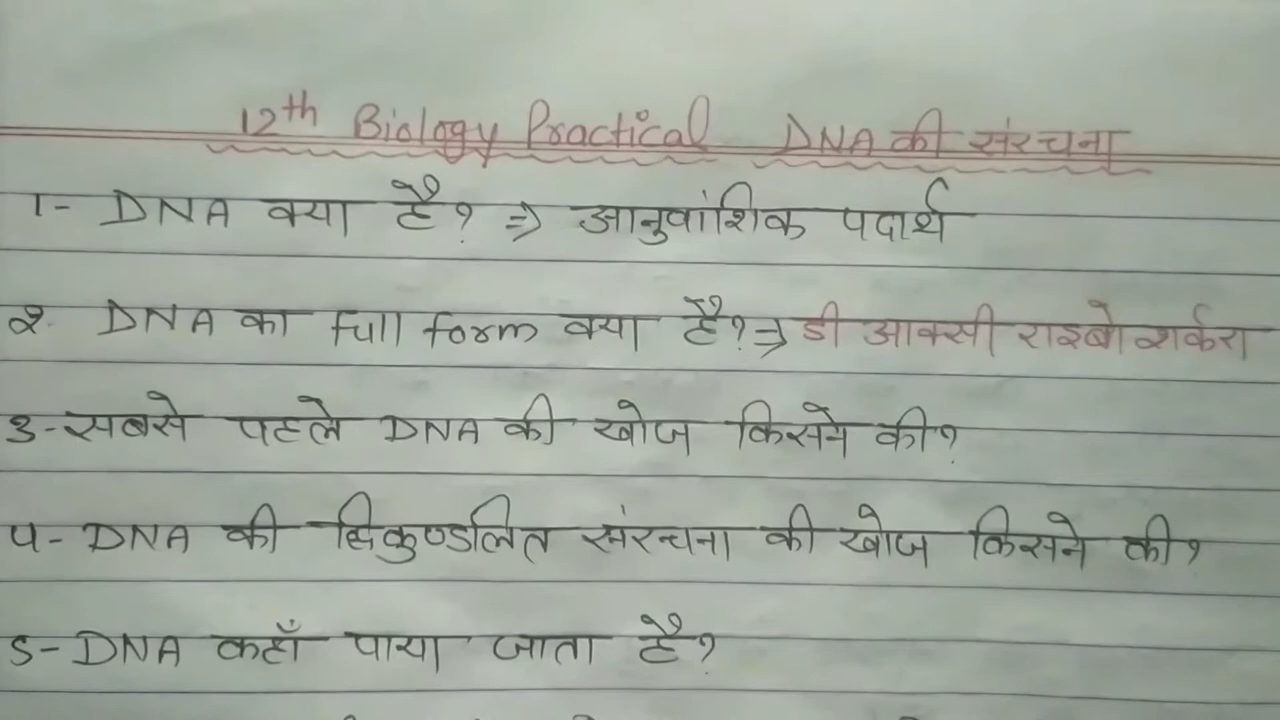 12th Biology Practical DNA की संरचना
1- DNA क्या है? ⇒ आनुवांशिक पदार्थ
2. DNA का full form क्या है? ⇒ डी आक्सी राइबो शर्करा
3- सबसे पहले DNA की खोज किसने की?
4- DNA की द्विकुण्डलित संरचना की खोज किसने की?
5- DNA कहाँ पाया जाता है?